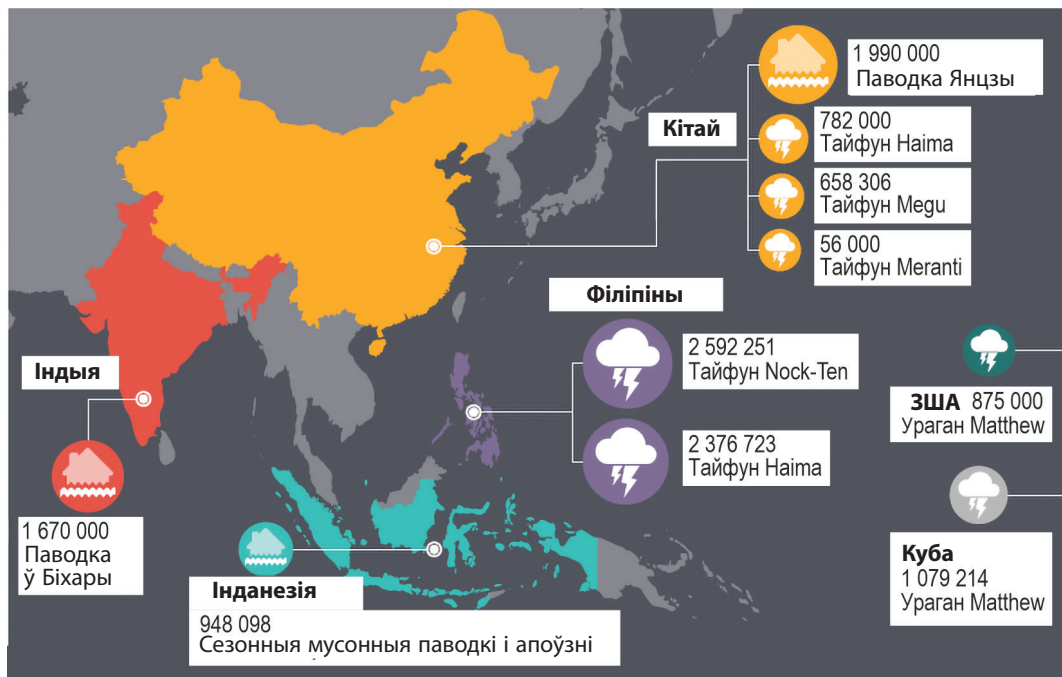 Кітай
1 990 000
Паводка Янцзы
782 000
Тайфун Haima
658 306
Тайфун Megu
56 000
Тайфун Meranti
Філіпіны
2 592 251
Тайфун Nock-Ten
2 376 723
Тайфун Haima
ЗША 875 000
Ураган Matthew
Куба
1 079 214
Ураган Matthew
Індыя
1 670 000
Паводка
ў Біхары
Інданезія
948 098
Сезонныя мусонныя паводкі і апоўзні